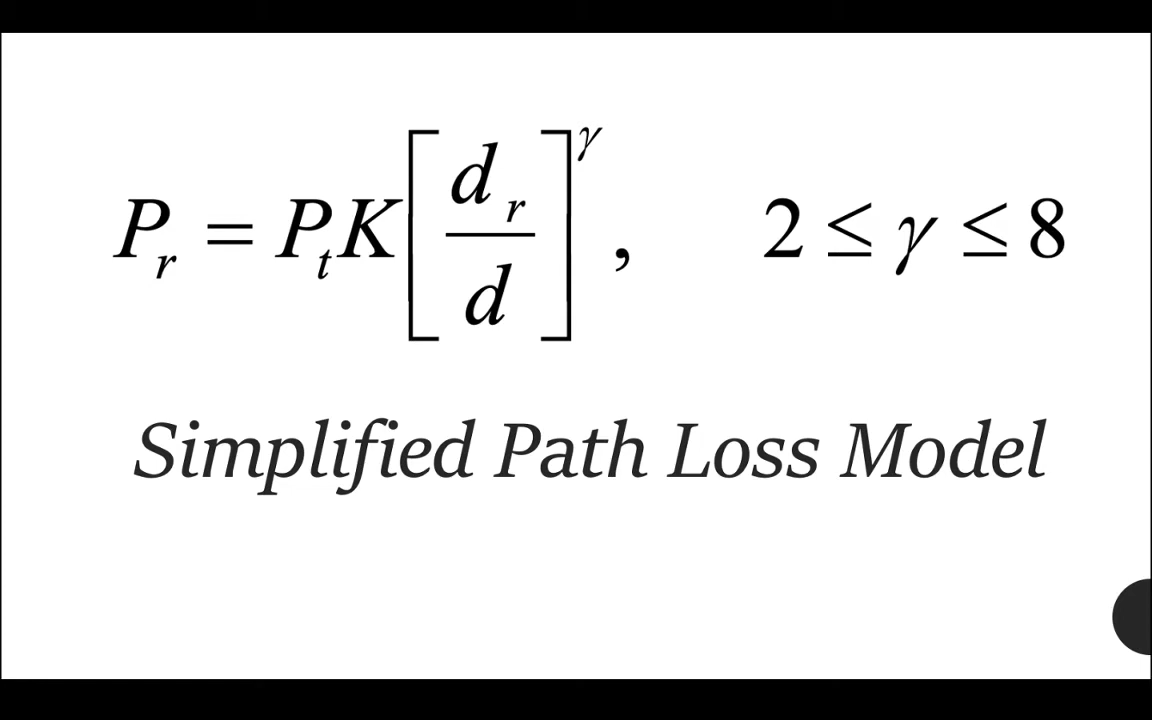 P_r = P_t K [d_r / d]^γ , 2 ≤ γ ≤ 8
Simplified Path Loss Model